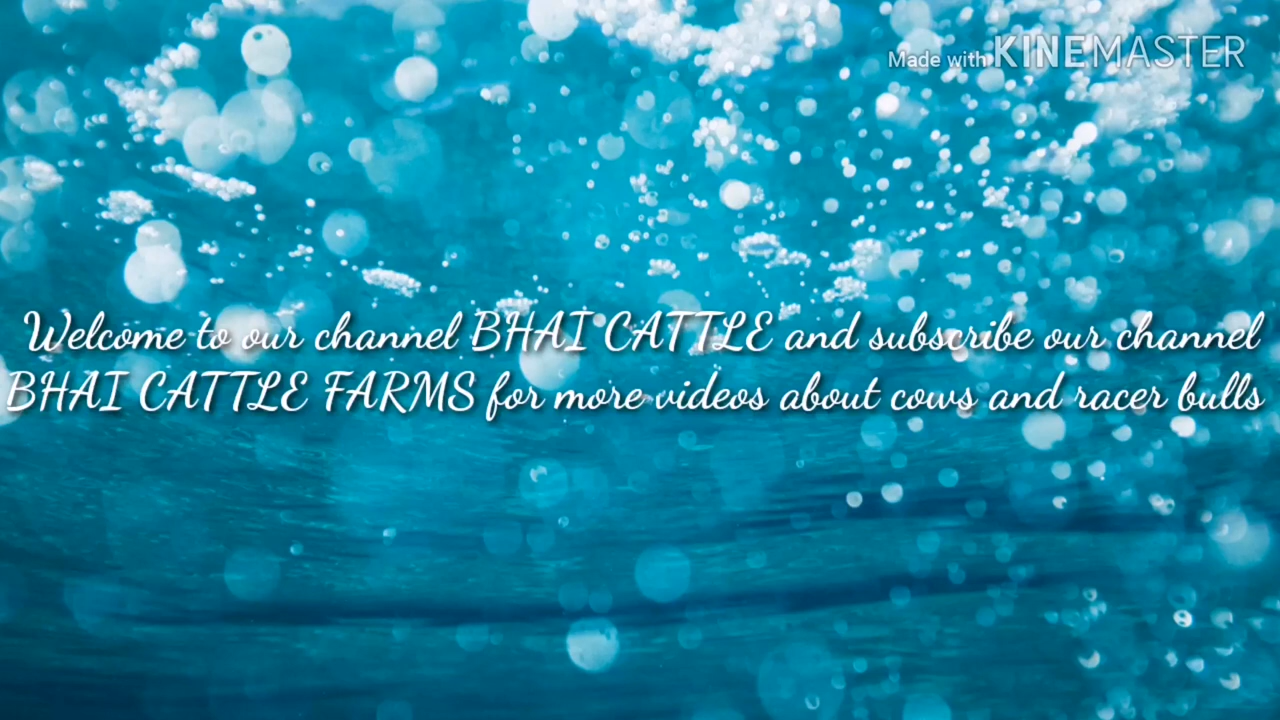 Made with KINEMASTER
Welcome to our channel BHAI CATTLE and subscribe our channel
BHAI CATTLE FARMS for more videos about cows and racer bulls